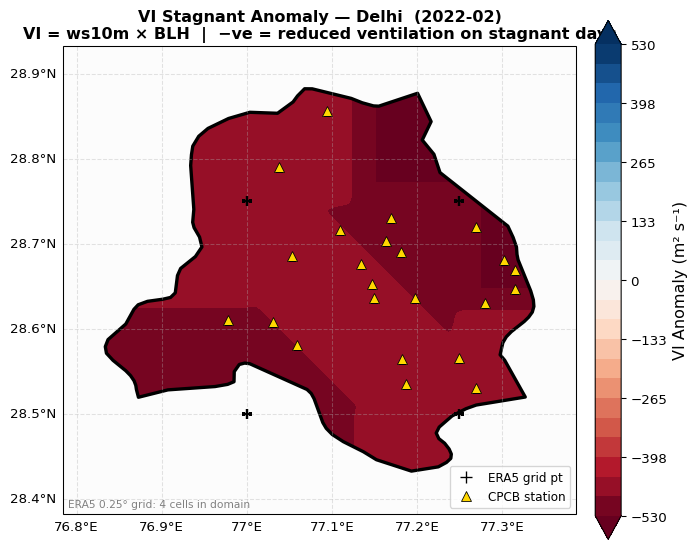 VI Stagnant Anomaly — Delhi  (2022-02)
VI = ws10m × BLH  |  −ve = reduced ventilation on stagnant day
28.9°N
28.8°N
28.7°N
28.6°N
28.5°N
28.4°N
76.8°E
76.9°E
77°E
77.1°E
77.2°E
77.3°E
ERA5 0.25° grid: 4 cells in domain
ERA5 grid pt
CPCB station
530
398
265
133
0
−133
−265
−398
−530
VI Anomaly (m² s⁻¹)